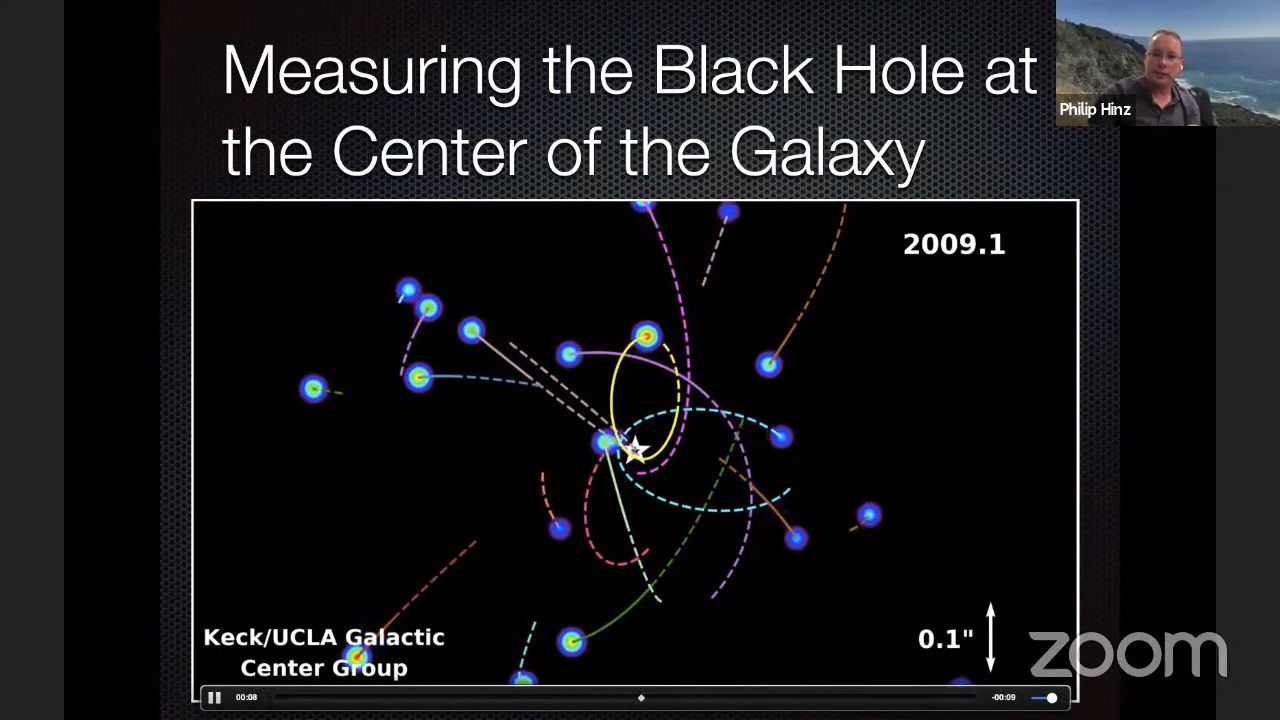 Measuring the Black Hole at
the Center of the Galaxy
Philip Hinz
2009.1
Keck/UCLA Galactic
Center Group
0.1"
zoom
00:08
-00:09